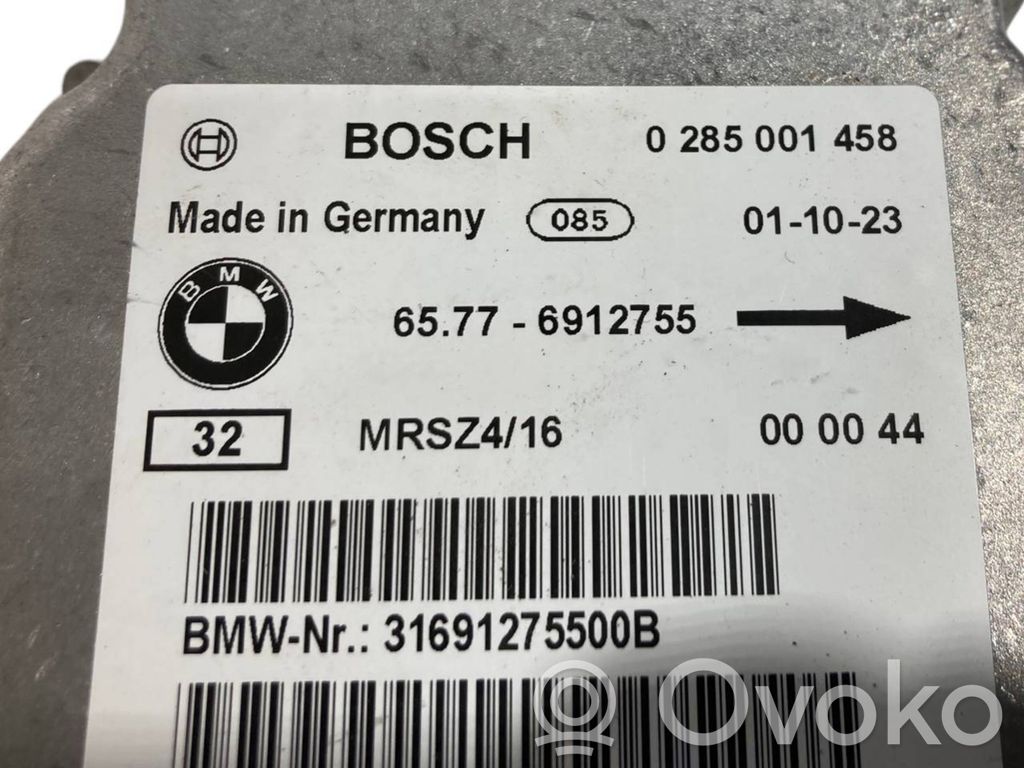 BOSCH 0 285 001 458
Made in Germany 085 01-10-23
BMW 65.77 - 6912755
32 MRSZ4/16 00 00 44
BMW-Nr.: 31691275500B
Ovoko